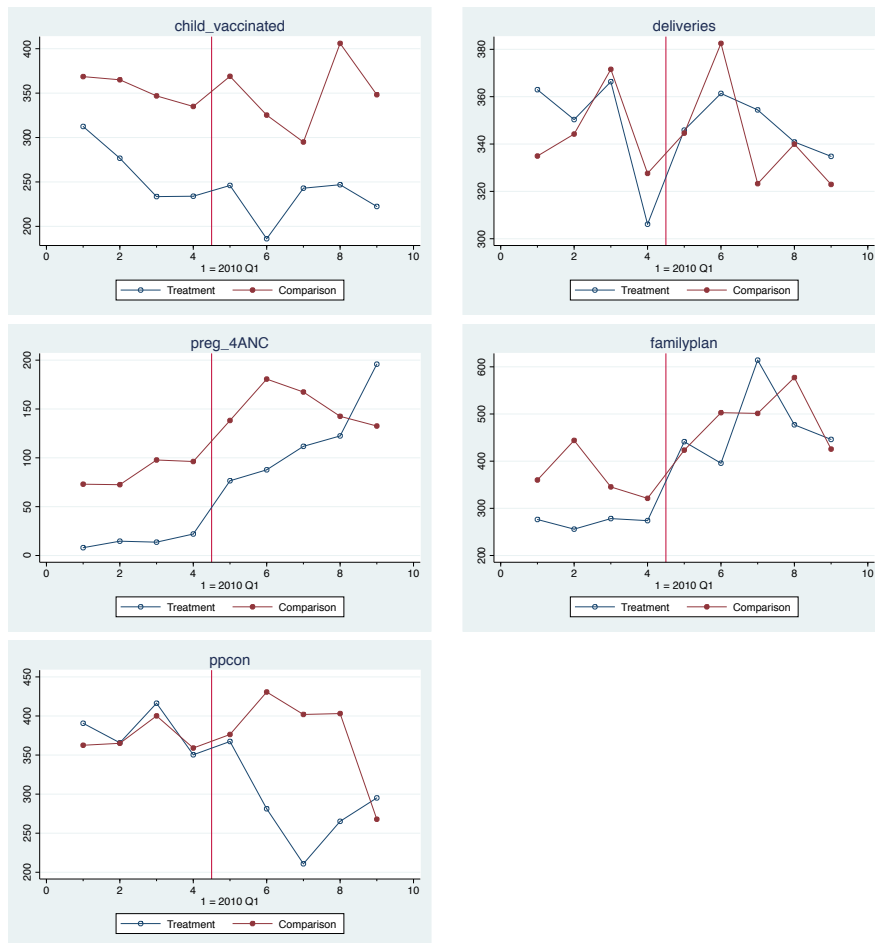 child_vaccinated
400
350
300
250
200
0 2 4 6 8 10
1 = 2010 Q1
Treatment Comparison
deliveries
380
360
340
320
300
0 2 4 6 8 10
1 = 2010 Q1
Treatment Comparison
preg_4ANC
200
150
100
50
0
0 2 4 6 8 10
1 = 2010 Q1
Treatment Comparison
familyplan
600
500
400
300
200
0 2 4 6 8 10
1 = 2010 Q1
Treatment Comparison
ppcon
450
400
350
300
250
200
0 2 4 6 8 10
1 = 2010 Q1
Treatment Comparison